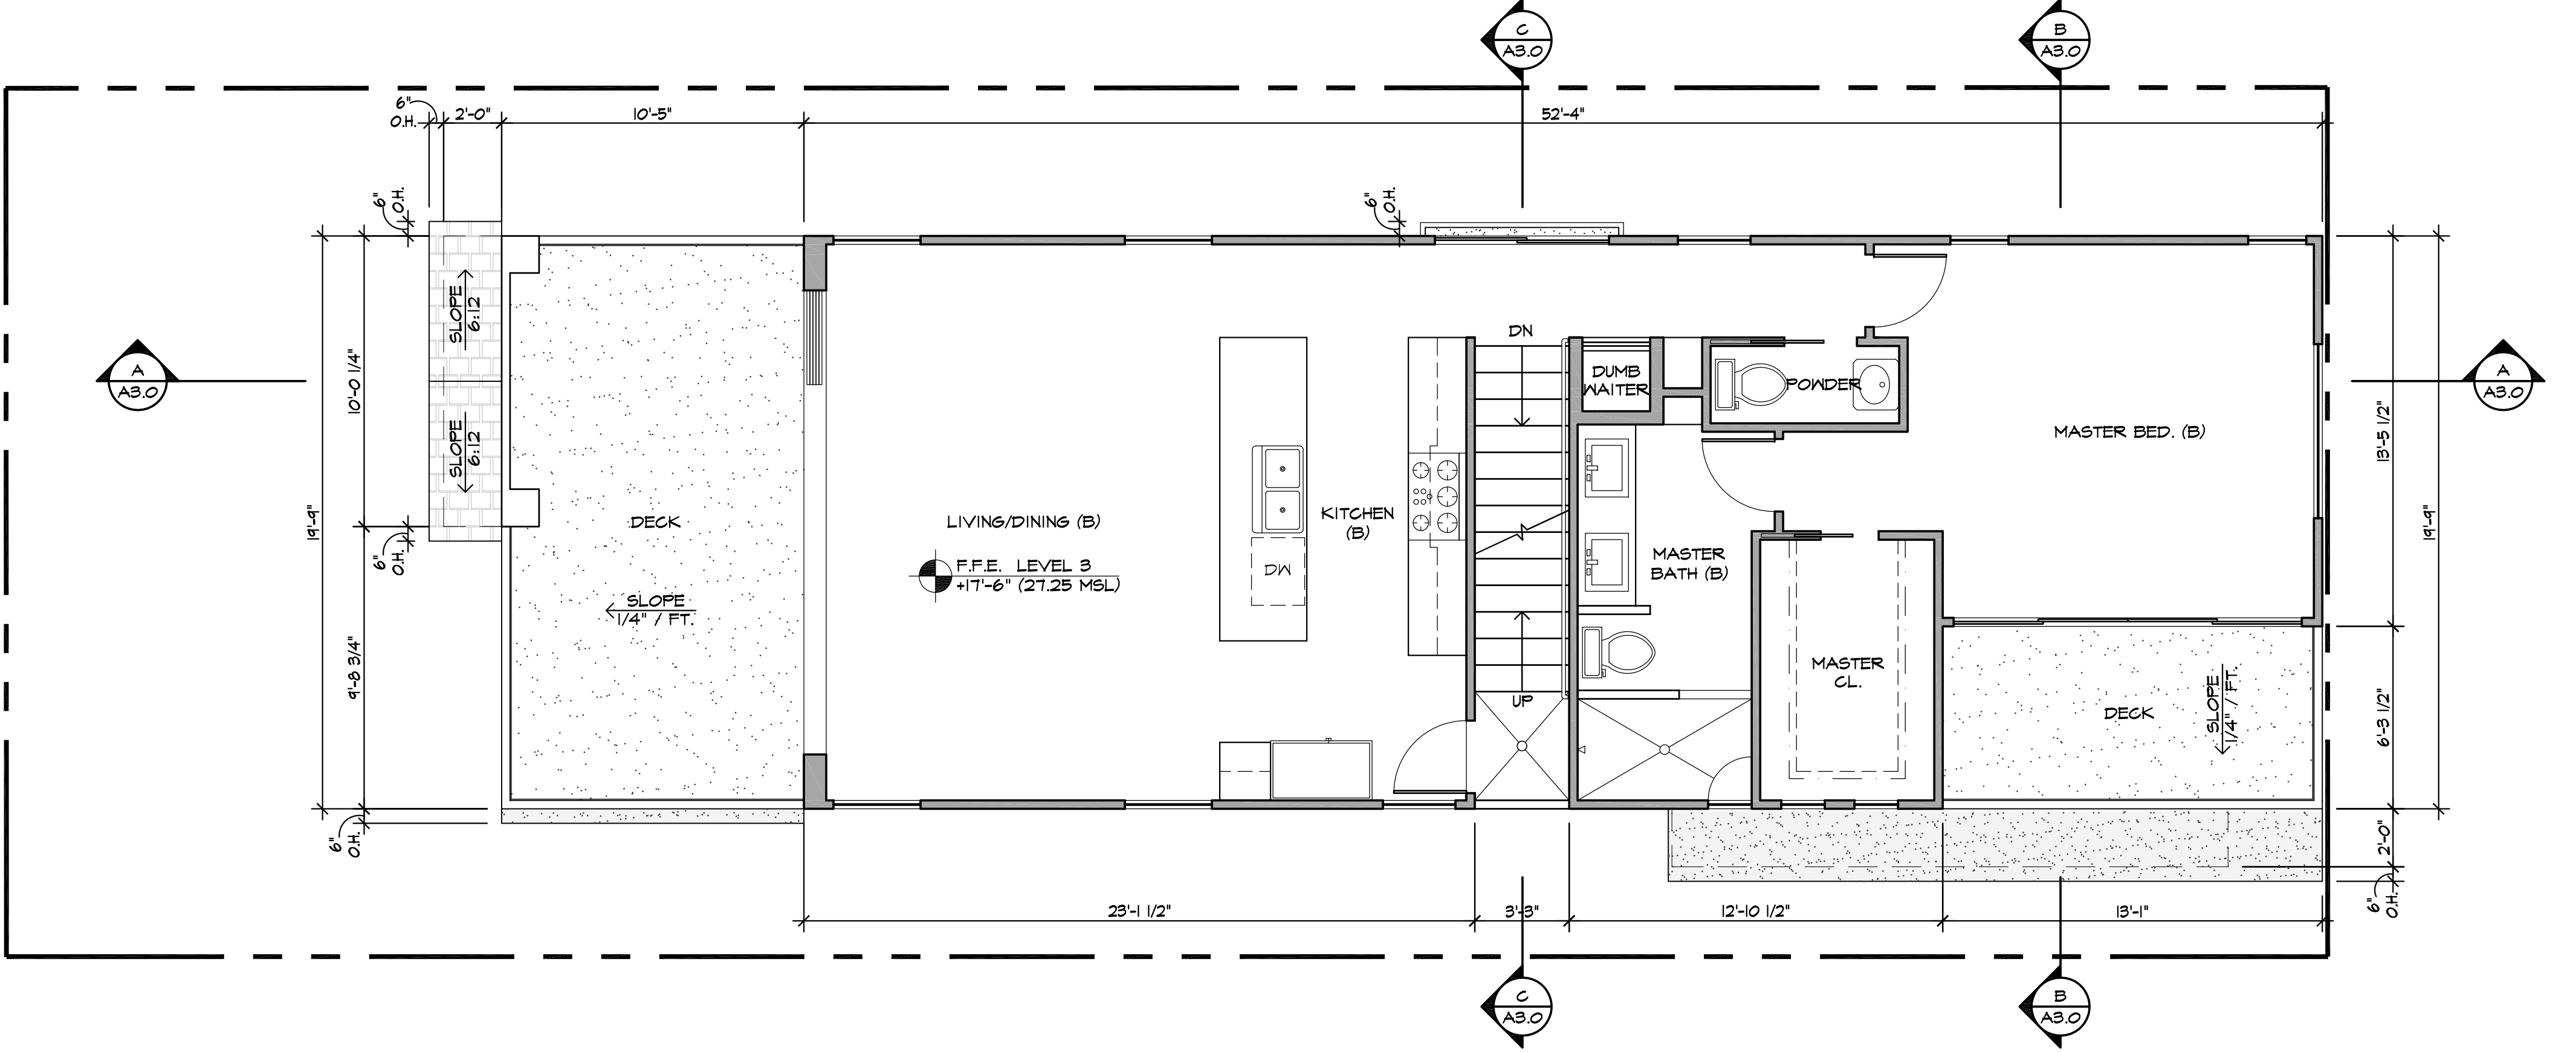 C
A3.0
B
A3.0
6"
O.H.
2'-0"
10'-5"
52'-4"
6"
O.H.
6"
O.H.
SLOPE
6:12
DN
A
A3.0
10'-0 1/4"
DUMB
WAITER
POWDER
A
A3.0
SLOPE
6:12
MASTER BED. (B)
13'-5 1/2"
19'-9"
DECK
LIVING/DINING (B)
KITCHEN
(B)
19'-9"
6"
O.H.
F.F.E. LEVEL 3
+17'-6" (27.25 MSL)
DW
MASTER
BATH (B)
SLOPE
1/4" / FT.
9'-8 3/4"
MASTER
CL.
UP
DECK
SLOPE
1/4" / FT.
6'-3 1/2"
6"
O.H.
2'-0"
6"
O.H.
23'-1 1/2"
3'-3"
12'-10 1/2"
13'-1"
C
A3.0
B
A3.0